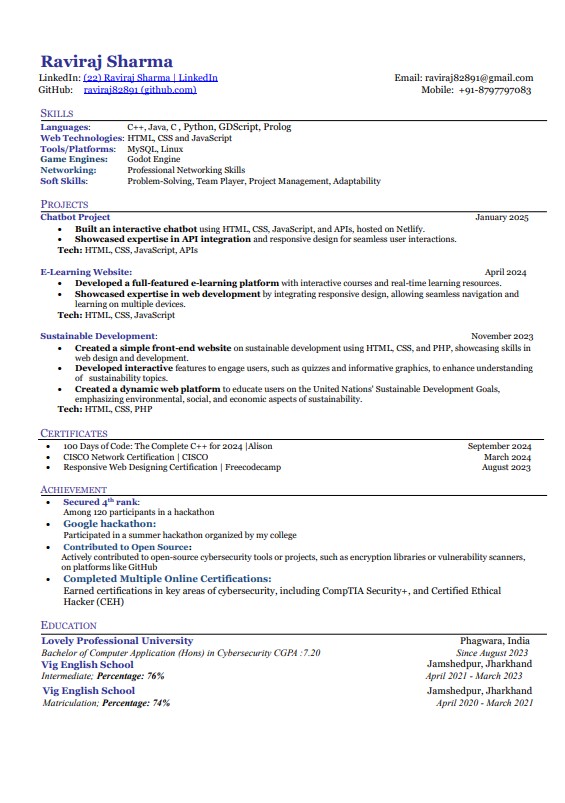 Raviraj Sharma
LinkedIn: (22) Raviraj Sharma | LinkedIn Email: raviraj82891@gmail.com
GitHub: raviraj82891 (github.com) Mobile: +91-8797797083
SKILLS
Languages: C++, Java, C , Python, GDScript, Prolog
Web Technologies: HTML, CSS and JavaScript
Tools/Platforms: MySQL, Linux
Game Engines: Godot Engine
Networking: Professional Networking Skills
Soft Skills: Problem-Solving, Team Player, Project Management, Adaptability
PROJECTS
Chatbot Project January 2025
• Built an interactive chatbot using HTML, CSS, JavaScript, and APIs, hosted on Netlify.
• Showcased expertise in API integration and responsive design for seamless user interactions.
Tech: HTML, CSS, JavaScript, APIs
E-Learning Website: April 2024
• Developed a full-featured e-learning platform with interactive courses and real-time learning resources.
• Showcased expertise in web development by integrating responsive design, allowing seamless navigation and
learning on multiple devices.
Tech: HTML, CSS, JavaScript
Sustainable Development: November 2023
• Created a simple front-end website on sustainable development using HTML, CSS, and PHP, showcasing skills in
web design and development.
• Developed interactive features to engage users, such as quizzes and informative graphics, to enhance understanding
of sustainability topics.
• Created a dynamic web platform to educate users on the United Nations' Sustainable Development Goals,
emphasizing environmental, social, and economic aspects of sustainability.
Tech: HTML, CSS, PHP
CERTIFICATES
• 100 Days of Code: The Complete C++ for 2024 |Alison September 2024
• CISCO Network Certification | CISCO March 2024
• Responsive Web Designing Certification | Freecodecamp August 2023
ACHIEVEMENT
• Secured 4th rank:
Among 120 participants in a hackathon
• Google hackathon:
Participated in a summer hackathon organized by my college
• Contributed to Open Source:
Actively contributed to open-source cybersecurity tools or projects, such as encryption libraries or vulnerability scanners,
on platforms like GitHub
• Completed Multiple Online Certifications:
Earned certifications in key areas of cybersecurity, including CompTIA Security+, and Certified Ethical
Hacker (CEH)
EDUCATION
Lovely Professional University Phagwara, India
Bachelor of Computer Application (Hons) in Cybersecurity CGPA :7.20 Since August 2023
Vig English School Jamshedpur, Jharkhand
Intermediate; Percentage: 76% April 2021 - March 2023
Vig English School Jamshedpur, Jharkhand
Matriculation; Percentage: 74% April 2020 - March 2021